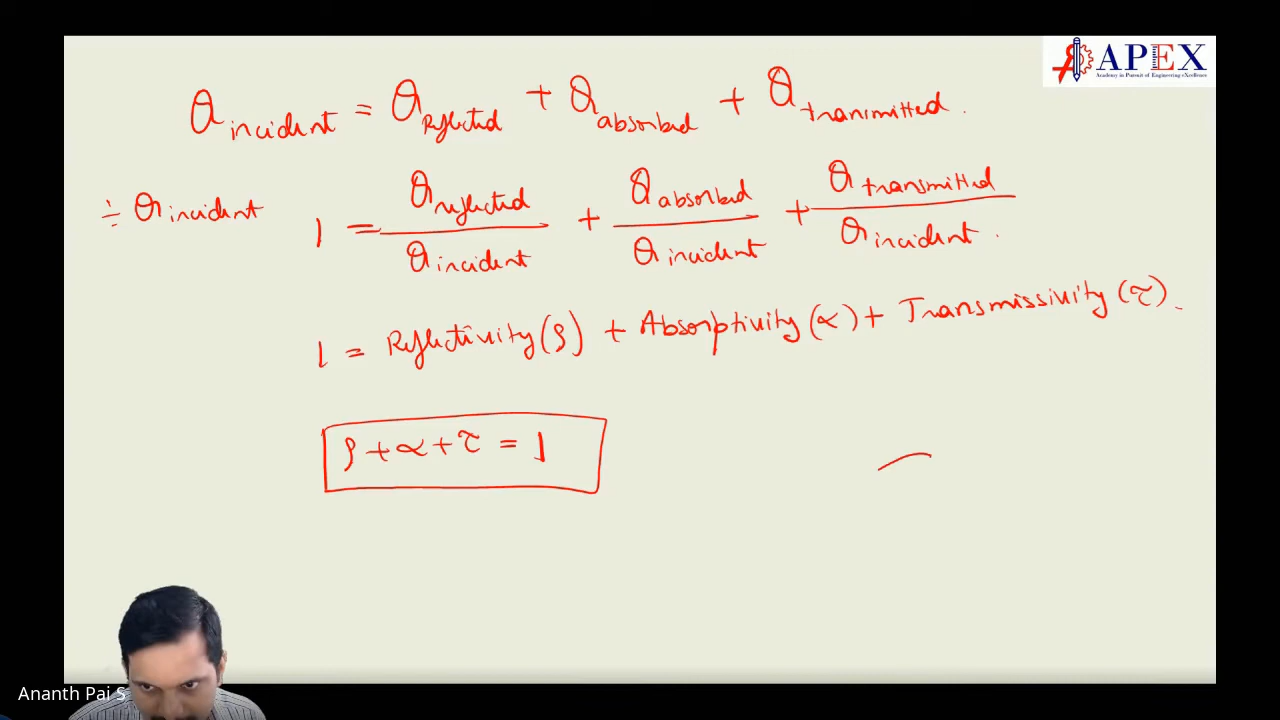 APEX
Academy in Pursuit of Engineering eXcellence
Q incident = Q Reflected + Q absorbed + Q transmitted .
÷ Q incident 1 = Q reflected / Q incident + Q absorbed / Q incident + Q transmitted / Q incident .
1 = Reflectivity (ρ) + Absorptivity (α) + Transmissivity (τ) .
ρ + α + τ = 1
Ananth Pai S